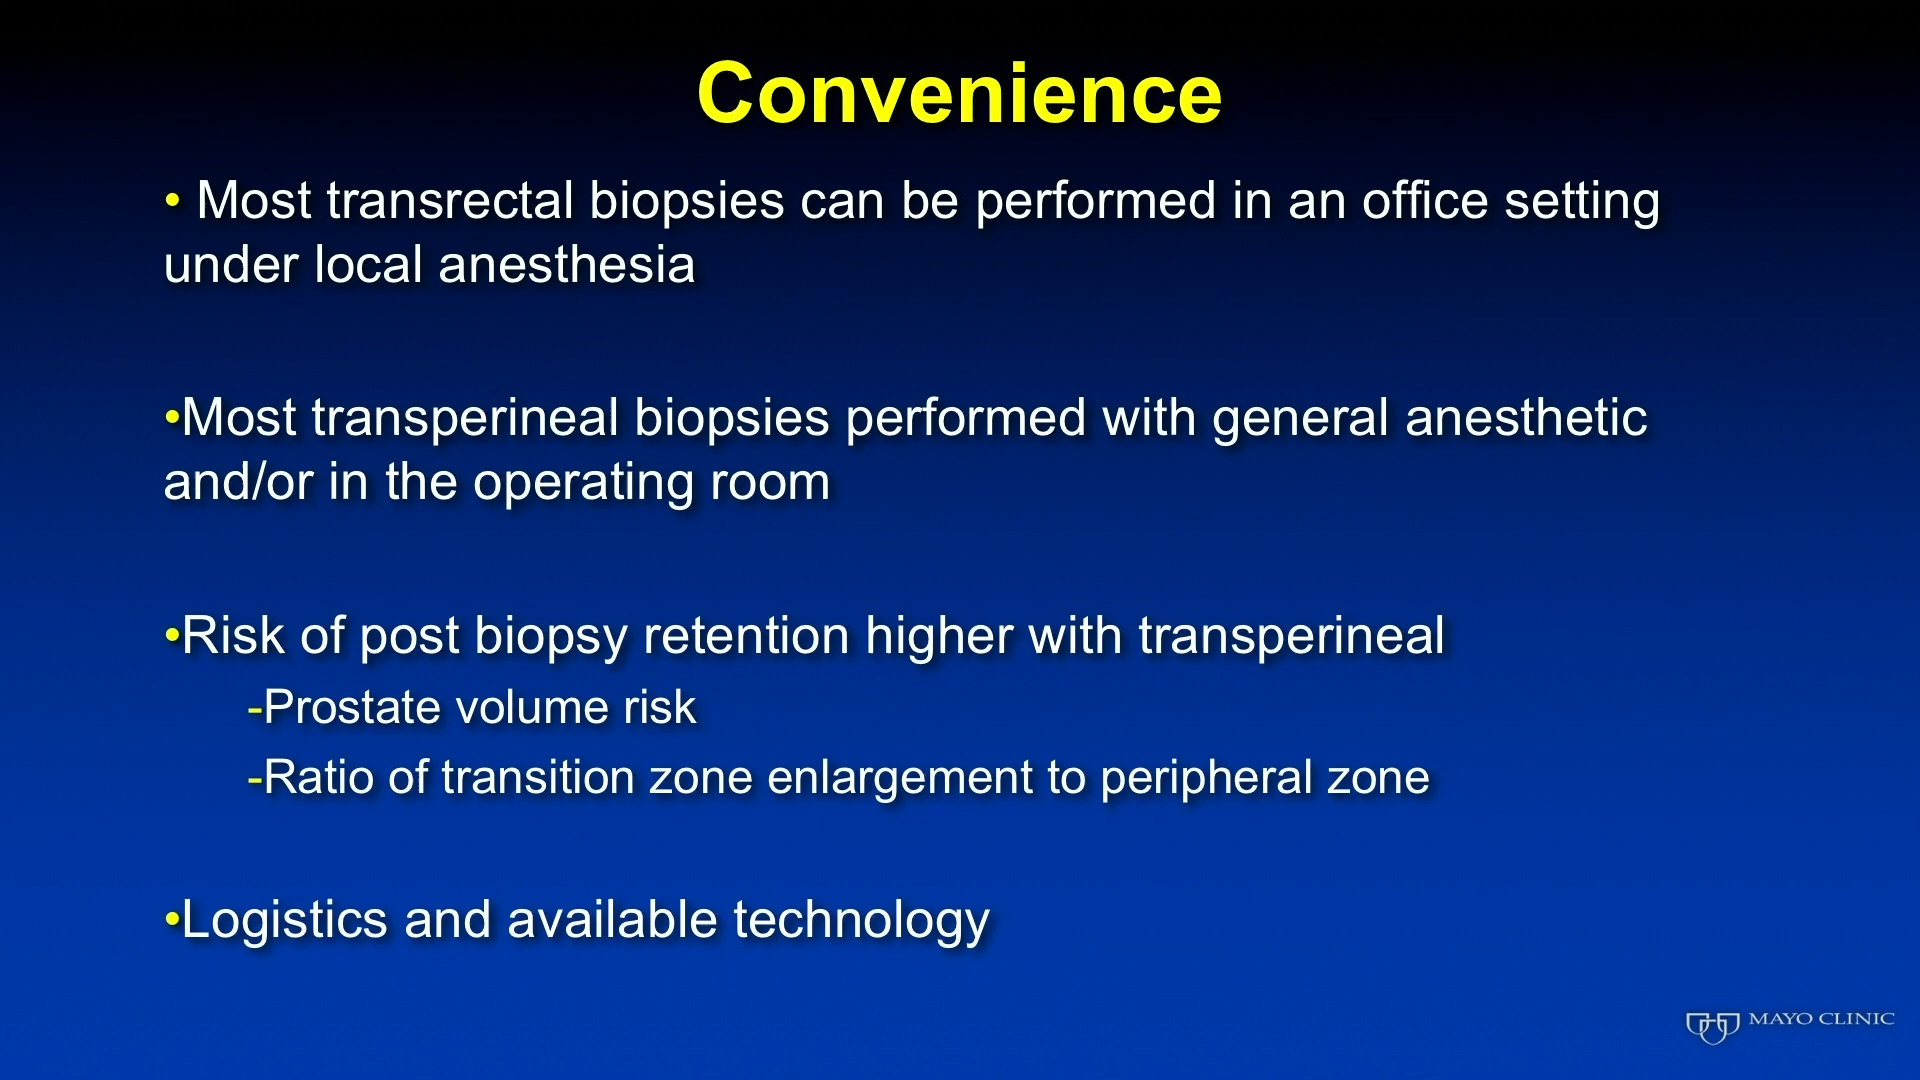 Convenience
• Most transrectal biopsies can be performed in an office setting
under local anesthesia
•Most transperineal biopsies performed with general anesthetic
and/or in the operating room
•Risk of post biopsy retention higher with transperineal
-Prostate volume risk
-Ratio of transition zone enlargement to peripheral zone
•Logistics and available technology
MAYO CLINIC